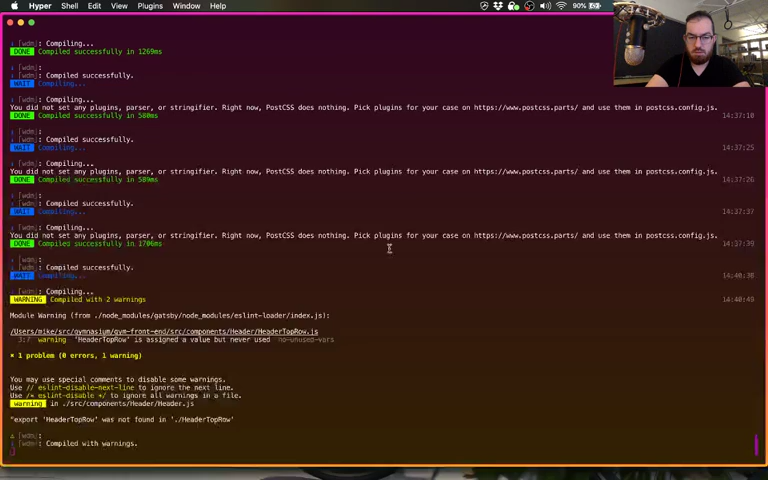 Hyper Shell Edit View Plugins Window Help 90%
[wdm]: Compiling...
DONE Compiled successfully in 1269ms
[wdm]:
[wdm]: Compiled successfully.
WAIT Compiling...
[wdm]: Compiling...
You did not set any plugins, parser, or stringifier. Right now, PostCSS does nothing. Pick plugins for your case on https://www.postcss.parts/ and use them in postcss.config.js.
DONE Compiled successfully in 580ms 14:37:10
[wdm]:
[wdm]: Compiled successfully.
WAIT Compiling... 14:37:25
[wdm]: Compiling...
You did not set any plugins, parser, or stringifier. Right now, PostCSS does nothing. Pick plugins for your case on https://www.postcss.parts/ and use them in postcss.config.js.
DONE Compiled successfully in 589ms 14:37:26
[wdm]:
[wdm]: Compiled successfully.
WAIT Compiling... 14:37:37
[wdm]: Compiling...
You did not set any plugins, parser, or stringifier. Right now, PostCSS does nothing. Pick plugins for your case on https://www.postcss.parts/ and use them in postcss.config.js.
DONE Compiled successfully in 1706ms 14:37:39
[wdm]:
[wdm]: Compiled successfully.
WAIT Compiling... 14:40:38
[wdm]: Compiling...
WARNING Compiled with 2 warnings 14:40:49
Module Warning (from ./node_modules/gatsby/node_modules/eslint-loader/index.js):
/Users/mike/src/gymnasium/gym-front-end/src/components/Header/HeaderTopRow.js
3:7 warning 'HeaderTopRow' is assigned a value but never used no-unused-vars
✖ 1 problem (0 errors, 1 warning)
You may use special comments to disable some warnings.
Use // eslint-disable-next-line to ignore the next line.
Use /* eslint-disable */ to ignore all warnings in a file.
warning in ./src/components/Header/Header.js
"export 'HeaderTopRow' was not found in './HeaderTopRow'
[wdm]:
[wdm]: Compiled with warnings.